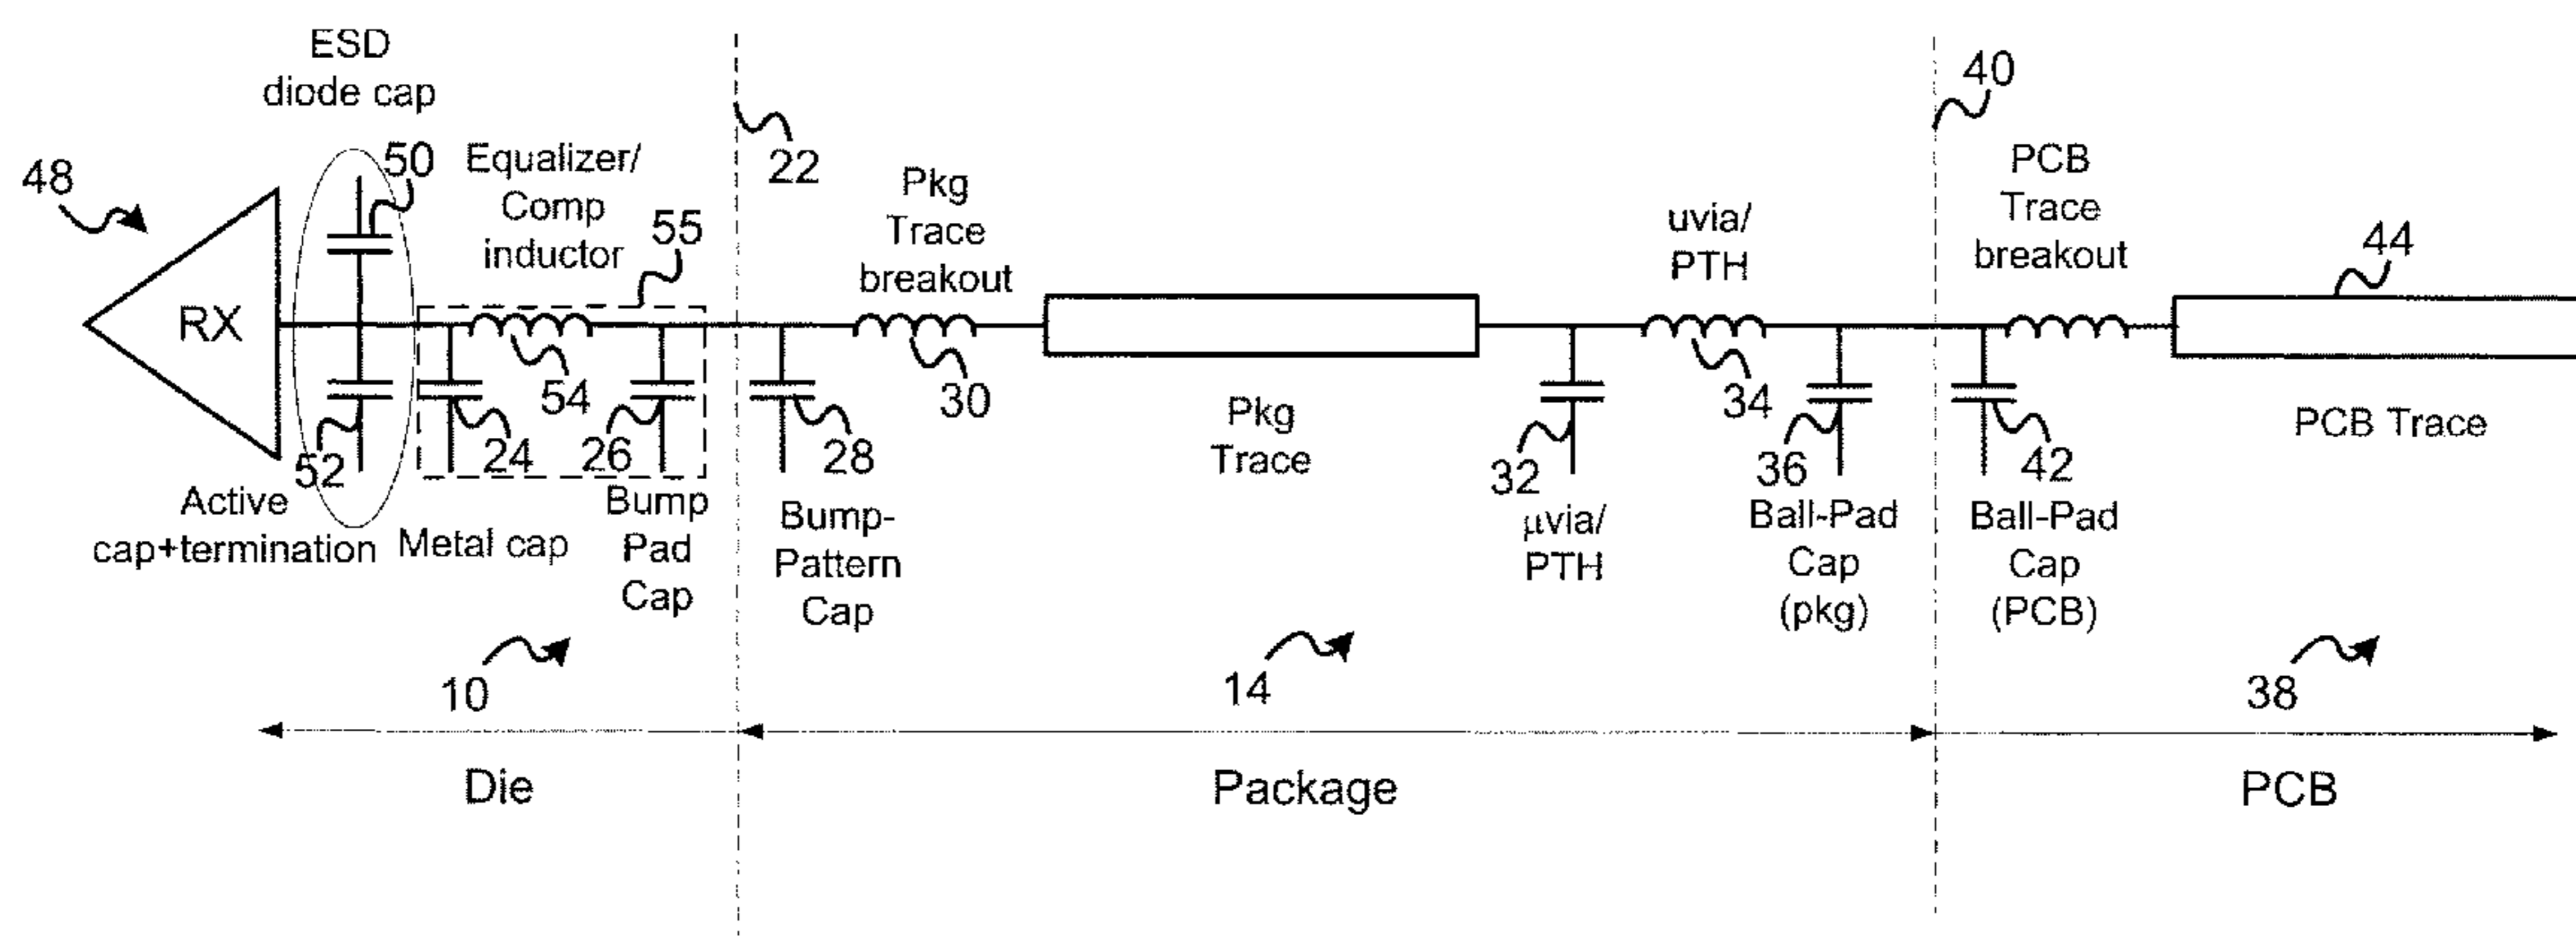 ESD
diode cap
50
48
Equalizer/
Comp
inductor
55
22
Pkg
Trace
breakout
uvia/
PTH
40
PCB
Trace
breakout
44
RX
54
30
34
52
24
26
28
32
36
42
Pkg
Trace
PCB Trace
Active
cap+termination
Metal cap
Bump
Pad
Cap
Bump-
Pattern
Cap
μvia/
PTH
Ball-Pad
Cap
(pkg)
Ball-Pad
Cap
(PCB)
10
14
38
Die
Package
PCB